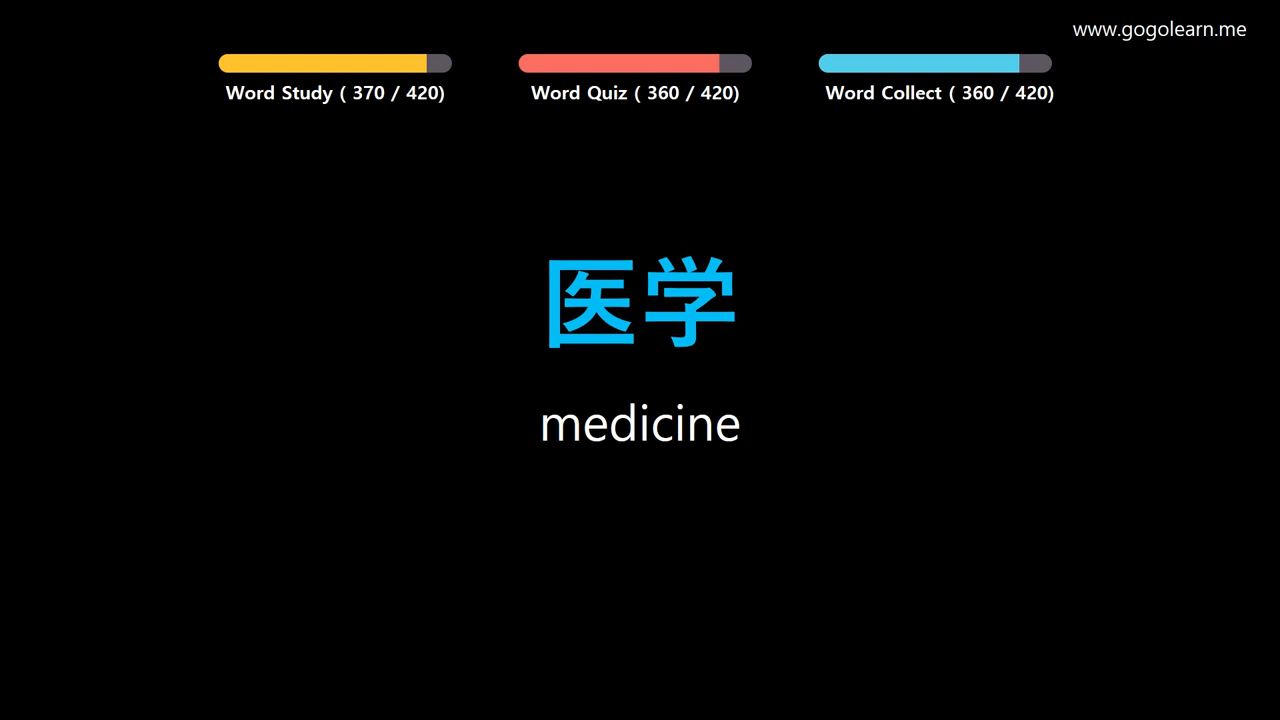 www.gogolearn.me
Word Study ( 370 / 420)
Word Quiz ( 360 / 420)
Word Collect ( 360 / 420)
医学
medicine